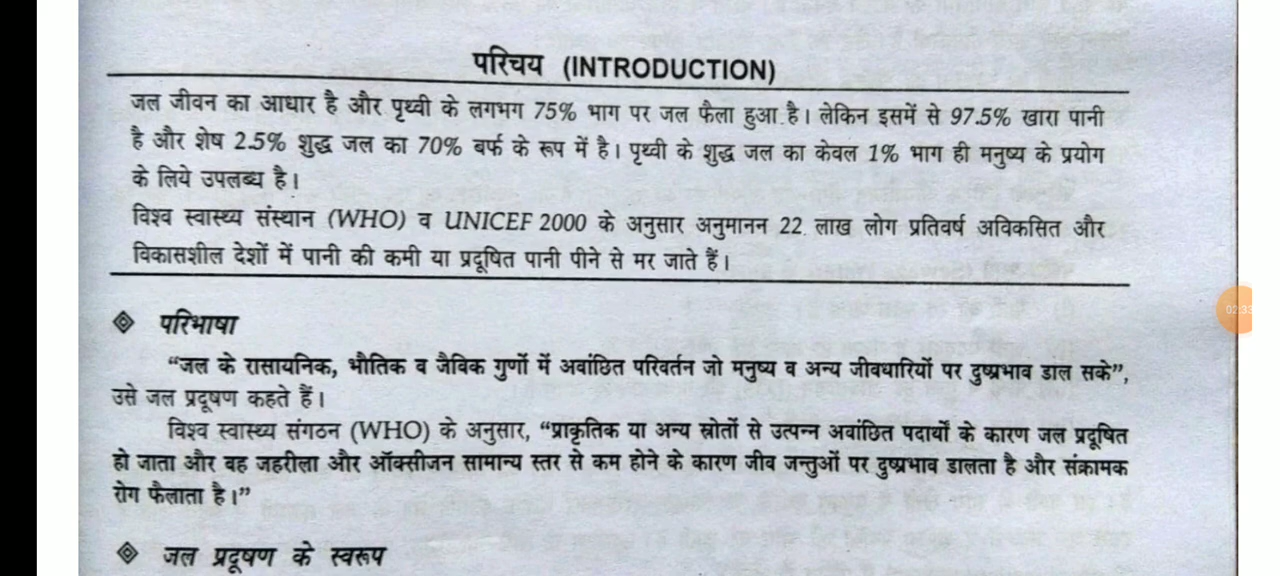 परिचय (INTRODUCTION)
जल जीवन का आधार है और पृथ्वी के लगभग 75% भाग पर जल फैला हुआ है। लेकिन इसमें से 97.5% खारा पानी
है और शेष 2.5% शुद्ध जल का 70% बर्फ के रूप में है। पृथ्वी के शुद्ध जल का केवल 1% भाग ही मनुष्य के प्रयोग
के लिये उपलब्ध है।
विश्व स्वास्थ्य संस्थान (WHO) व UNICEF 2000 के अनुसार अनुमानन 22 लाख लोग प्रतिवर्ष अविकसित और
विकासशील देशों में पानी की कमी या प्रदूषित पानी पीने से मर जाते हैं।
परिभाषा
“जल के रासायनिक, भौतिक व जैविक गुणों में अवांछित परिवर्तन जो मनुष्य व अन्य जीवधारियों पर दुष्प्रभाव डाल सके”,
उसे जल प्रदूषण कहते हैं।
विश्व स्वास्थ्य संगठन (WHO) के अनुसार, “प्राकृतिक या अन्य स्रोतों से उत्पन्न अवांछित पदार्थों के कारण जल प्रदूषित
हो जाता और वह जहरीला और ऑक्सीजन सामान्य स्तर से कम होने के कारण जीव जन्तुओं पर दुष्प्रभाव डालता है और संक्रामक
रोग फैलाता है।”
जल प्रदूषण के स्वरूप
02:33